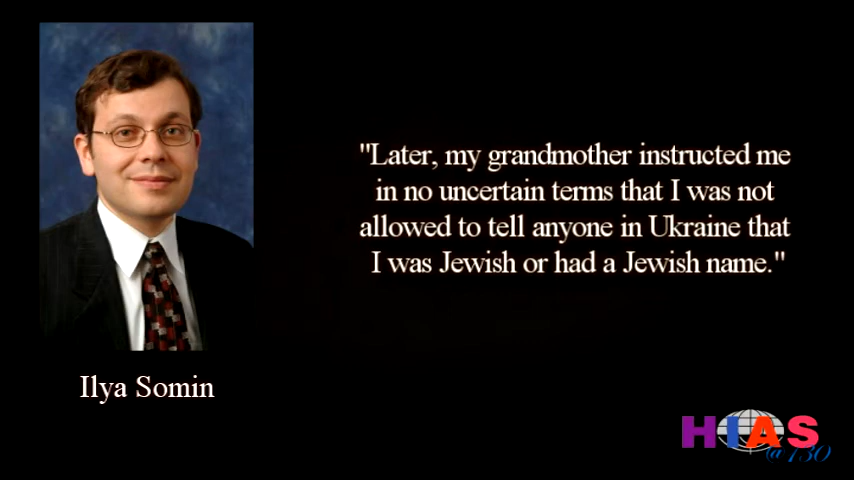 "Later, my grandmother instructed me
in no uncertain terms that I was not
allowed to tell anyone in Ukraine that
I was Jewish or had a Jewish name."
Ilya Somin
HIAS
@130